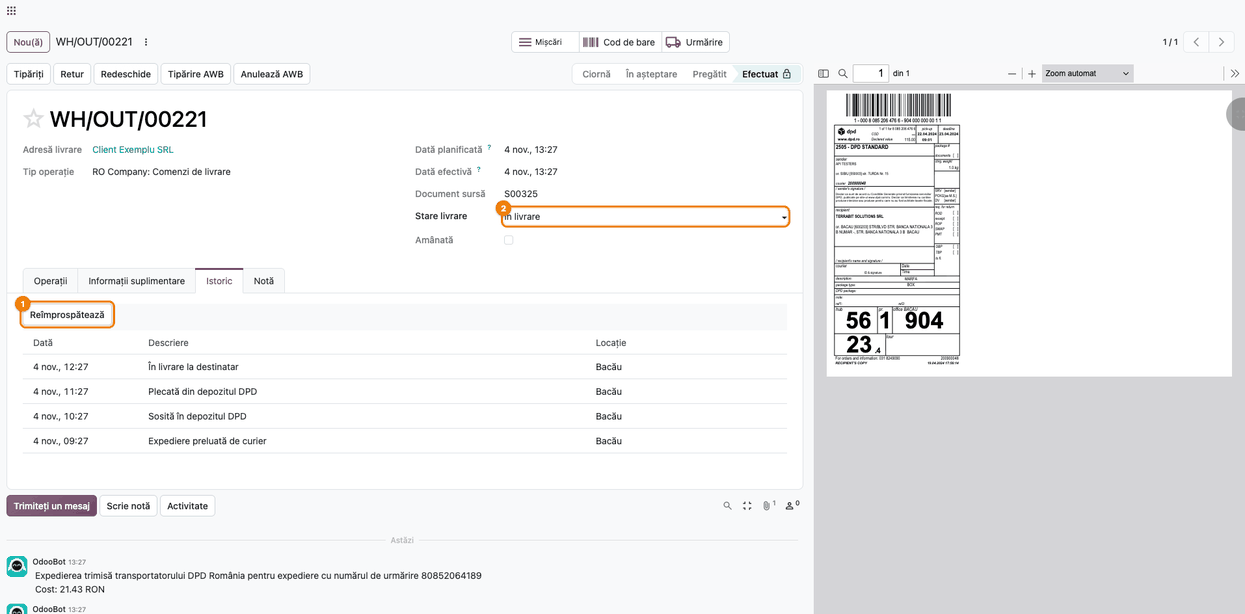 Nou(ă) WH/OUT/00221
Mișcări Cod de bare Urmărire
1 / 1
Tipăriți Retur Redeschide Tipărire AWB Anulează AWB
Ciornă În așteptare Pregătit Efectuat
WH/OUT/00221
Adresă livrare Client Exemplu SRL
Tip operație RO Company: Comenzi de livrare
Dată planificată ? 4 nov., 13:27
Dată efectivă ? 4 nov., 13:27
Document sursă S00325
2
Stare livrare În livrare
Amânată
Operații Informații suplimentare Istoric Notă
1
Reîmprospătează
Dată Descriere Locație
4 nov., 12:27 În livrare la destinatar Bacău
4 nov., 11:27 Plecată din depozitul DPD Bacău
4 nov., 10:27 Sosită în depozitul DPD Bacău
4 nov., 09:27 Expediere preluată de curier Bacău
Trimiteți un mesaj Scrie notă Activitate
1 0
Astăzi
OdooBot 13:27
Expedierea trimisă transportatorului DPD România pentru expediere cu numărul de urmărire 80852064189
Cost: 21.43 RON
OdooBot 13:27
1 din 1 Zoom automat
dpd
2505 - DPD STANDARD
sender
recipient
TERRABIT SOLUTIONS SRL
56 1 904
23
RECIPIENT'S COPY